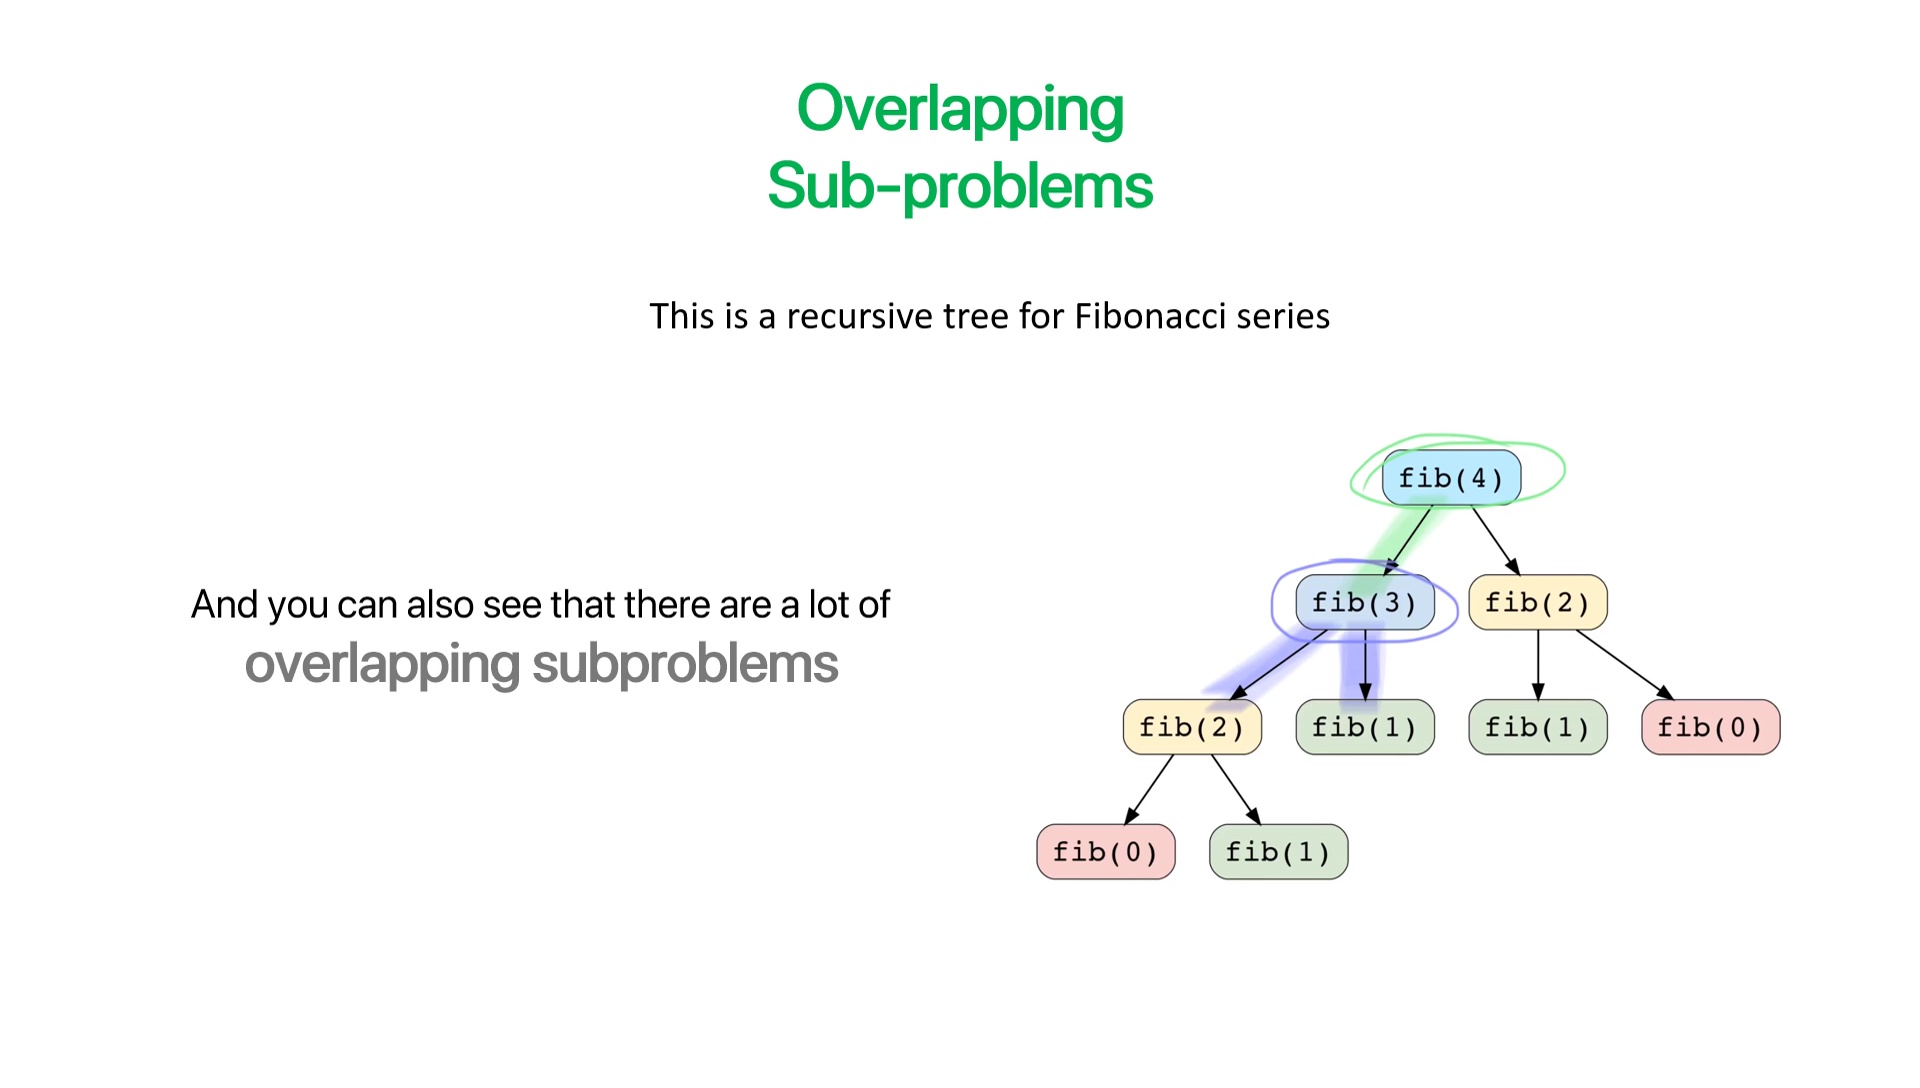 Overlapping
Sub-problems
This is a recursive tree for Fibonacci series
And you can also see that there are a lot of
overlapping subproblems
fib(4)
fib(3)
fib(2)
fib(2)
fib(1)
fib(1)
fib(0)
fib(0)
fib(1)